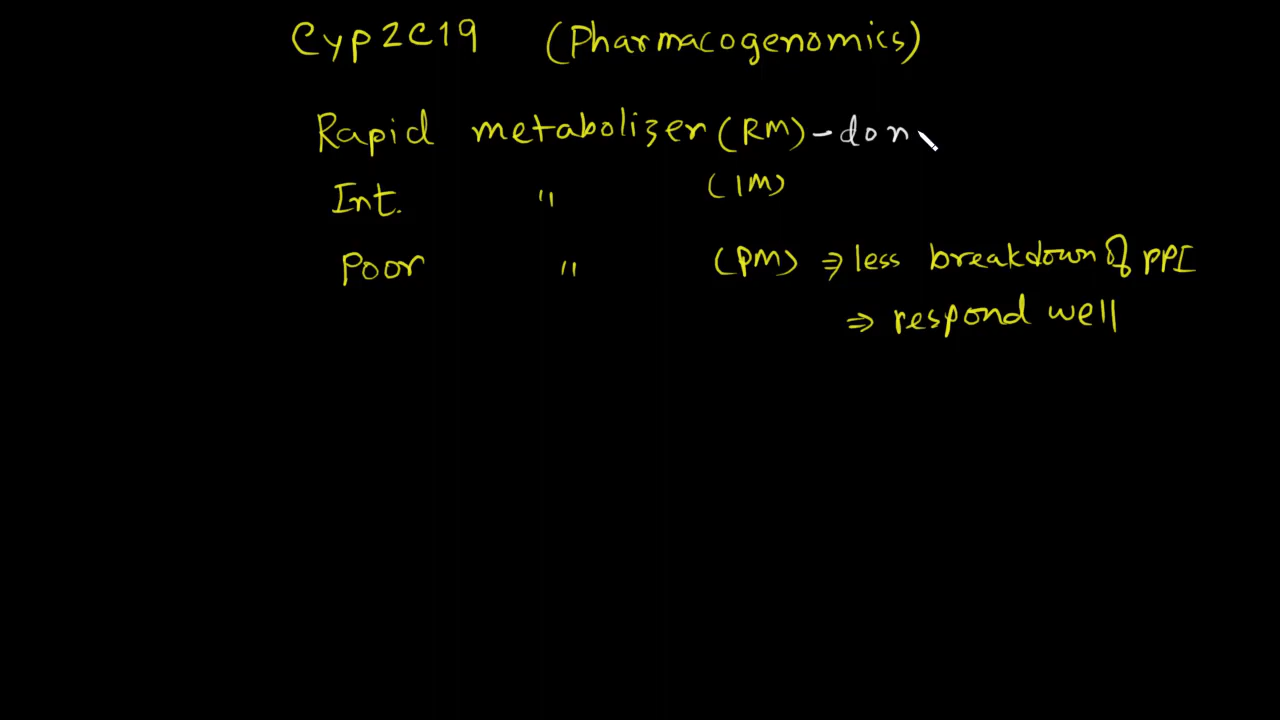 Cyp2C19 (Pharmacogenomics)
Rapid metabolizer (RM) - don
Int. " (IM)
Poor " (PM) ⇒ less breakdown of PPI
⇒ respond well